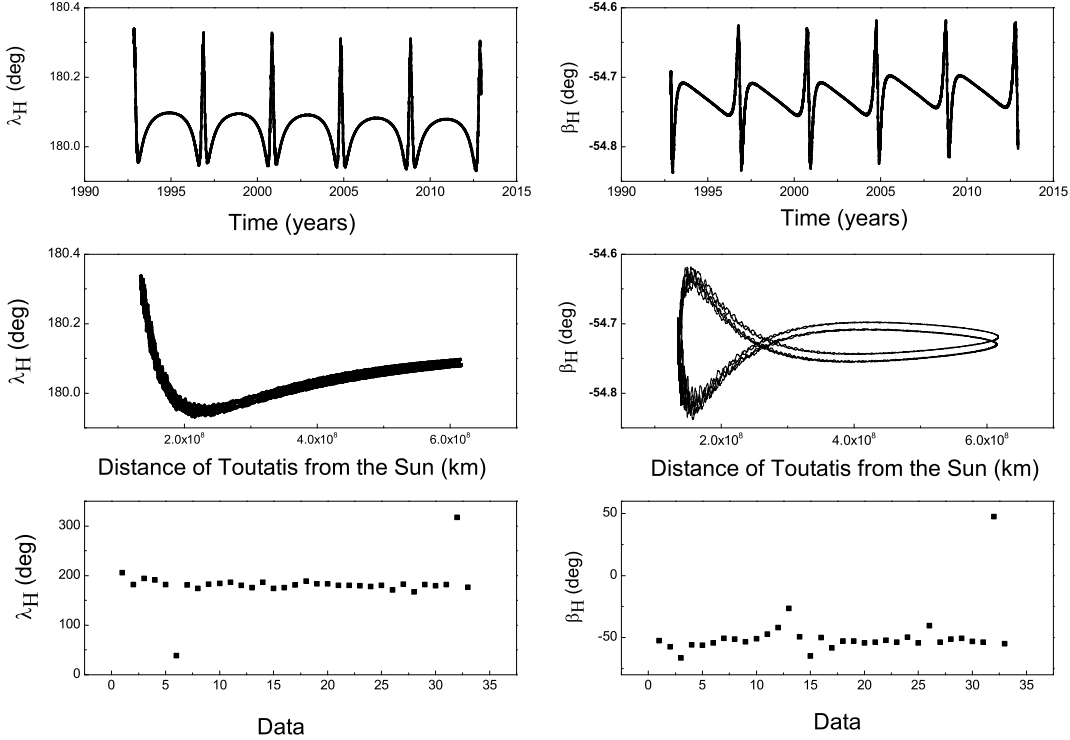 180.4
180.2
180.0
λH (deg)
1990 1995 2000 2005 2010 2015
Time (years)
-54.6
-54.7
-54.8
βH (deg)
1990 1995 2000 2005 2010 2015
Time (years)
180.4
180.2
180.0
λH (deg)
2.0x10⁸ 4.0x10⁸ 6.0x10⁸
Distance of Toutatis from the Sun (km)
-54.6
-54.7
-54.8
βH (deg)
2.0x10⁸ 4.0x10⁸ 6.0x10⁸
Distance of Toutatis from the Sun (km)
300
200
100
0
λH (deg)
0 5 10 15 20 25 30 35
Data
50
0
-50
βH (deg)
0 5 10 15 20 25 30 35
Data